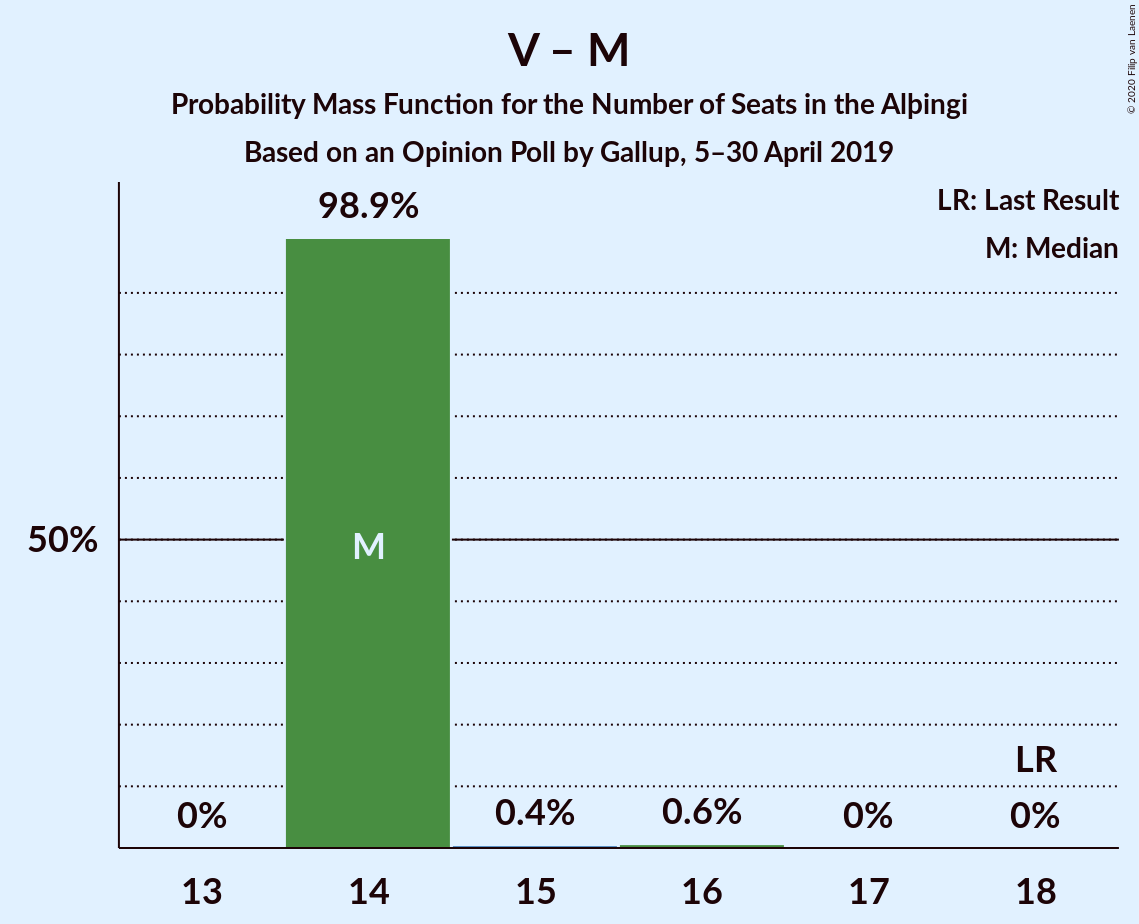 V – M
Probability Mass Function for the Number of Seats in the Alþingi
Based on an Opinion Poll by Gallup, 5–30 April 2019
© 2020 Filip van Laenen
LR: Last Result
M: Median
98.9%
50%
M
LR
0%
0.4%
0.6%
0%
0%
13 14 15 16 17 18